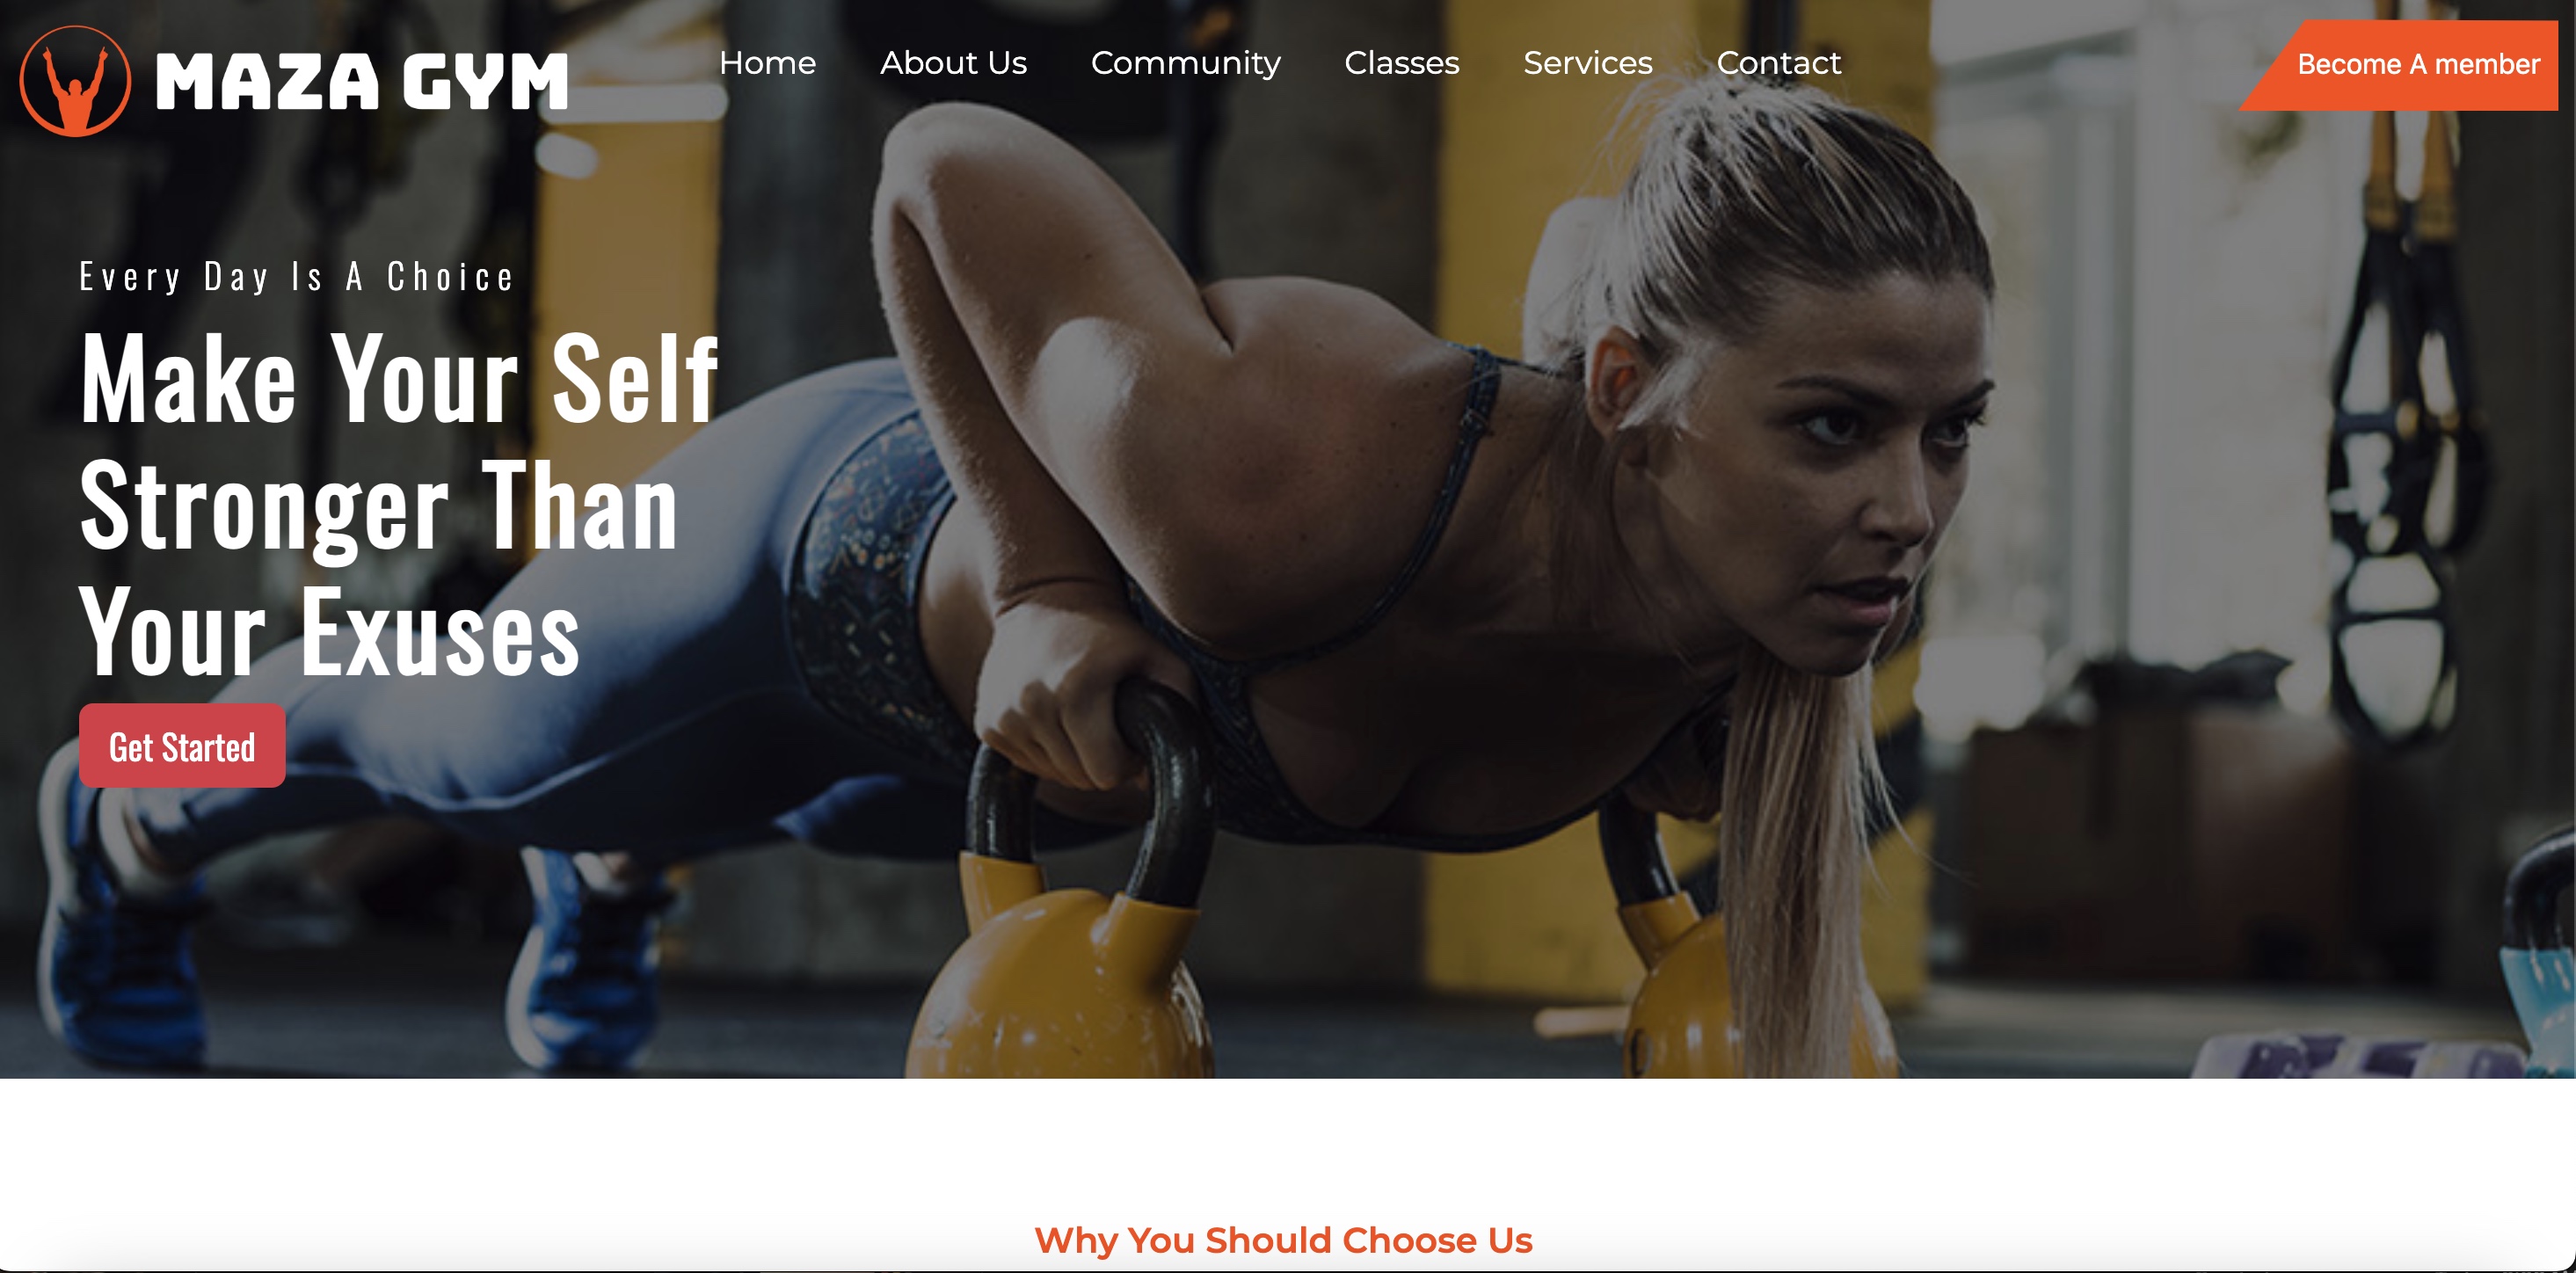 MAZA GYM
Home About Us Community Classes Services Contact
Become A member
Every Day Is A Choice
Make Your Self
Stronger Than
Your Exuses
Get Started
Why You Should Choose Us